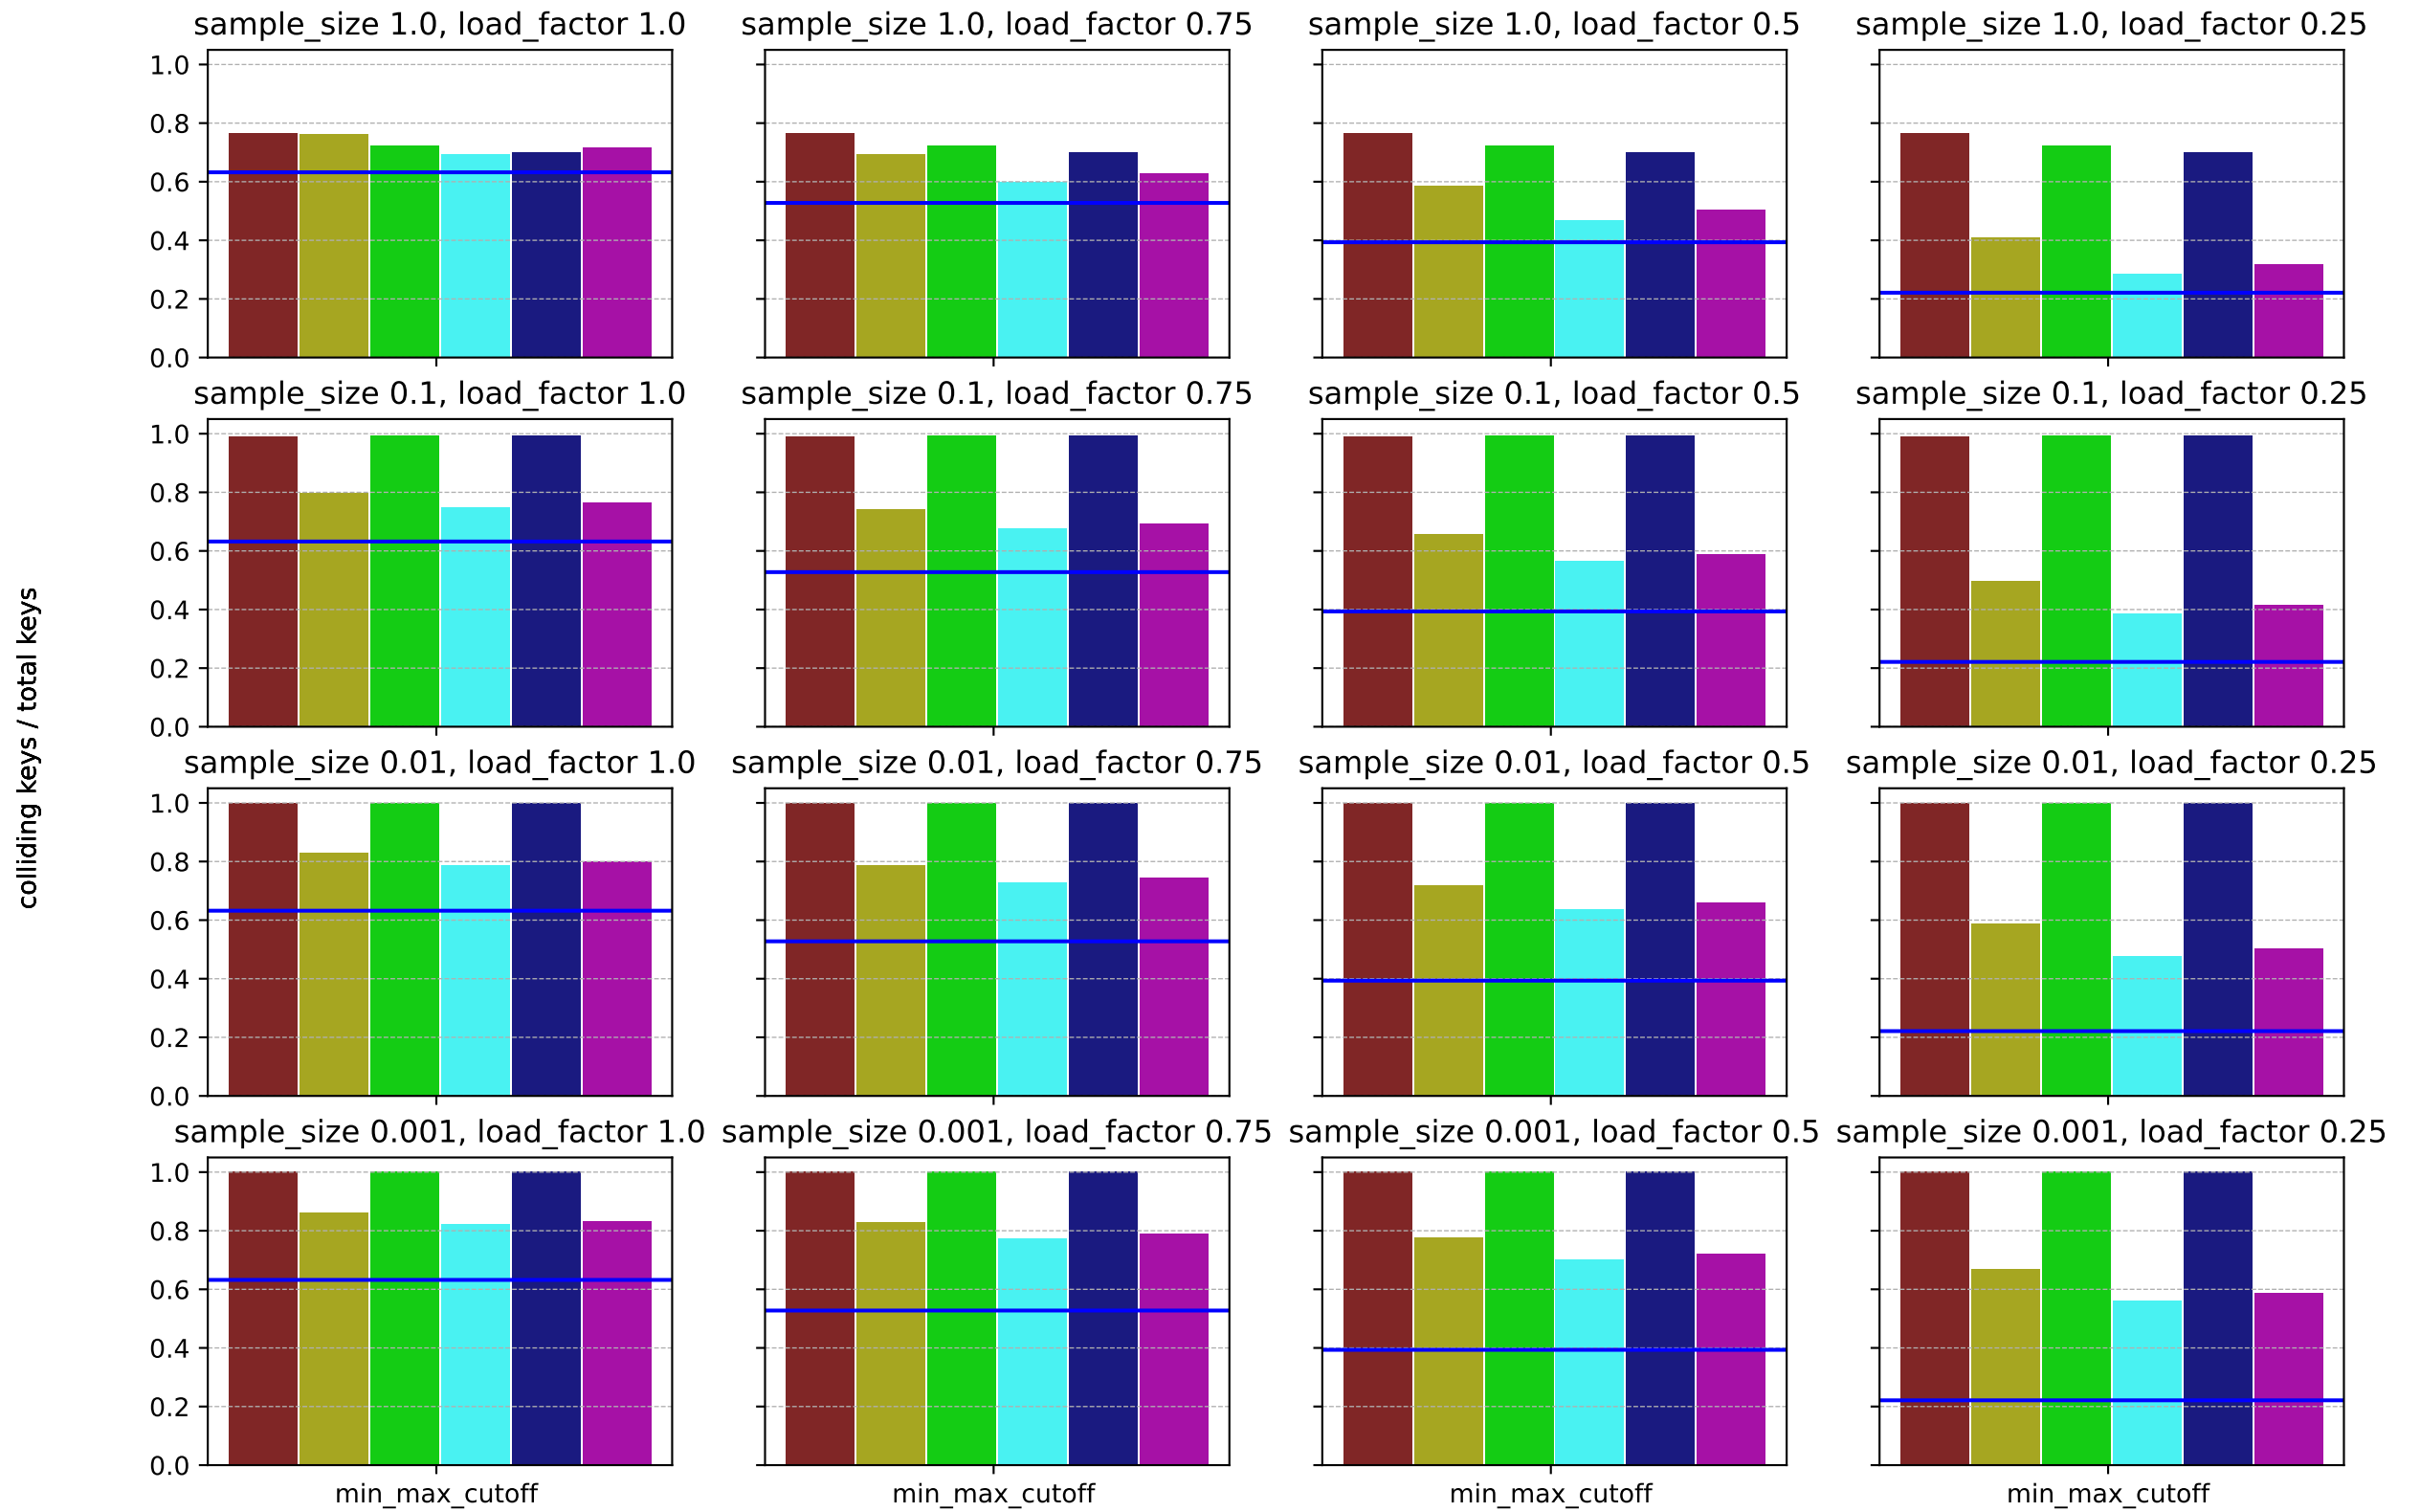 sample_size 1.0, load_factor 1.0
sample_size 1.0, load_factor 0.75
sample_size 1.0, load_factor 0.5
sample_size 1.0, load_factor 0.25
1.0
0.8
0.6
0.4
0.2
0.0
sample_size 0.1, load_factor 1.0
sample_size 0.1, load_factor 0.75
sample_size 0.1, load_factor 0.5
sample_size 0.1, load_factor 0.25
1.0
0.8
0.6
0.4
0.2
0.0
colliding keys / total keys
sample_size 0.01, load_factor 1.0
sample_size 0.01, load_factor 0.75
sample_size 0.01, load_factor 0.5
sample_size 0.01, load_factor 0.25
1.0
0.8
0.6
0.4
0.2
0.0
sample_size 0.001, load_factor 1.0
sample_size 0.001, load_factor 0.75
sample_size 0.001, load_factor 0.5
sample_size 0.001, load_factor 0.25
1.0
0.8
0.6
0.4
0.2
0.0
min_max_cutoff
min_max_cutoff
min_max_cutoff
min_max_cutoff